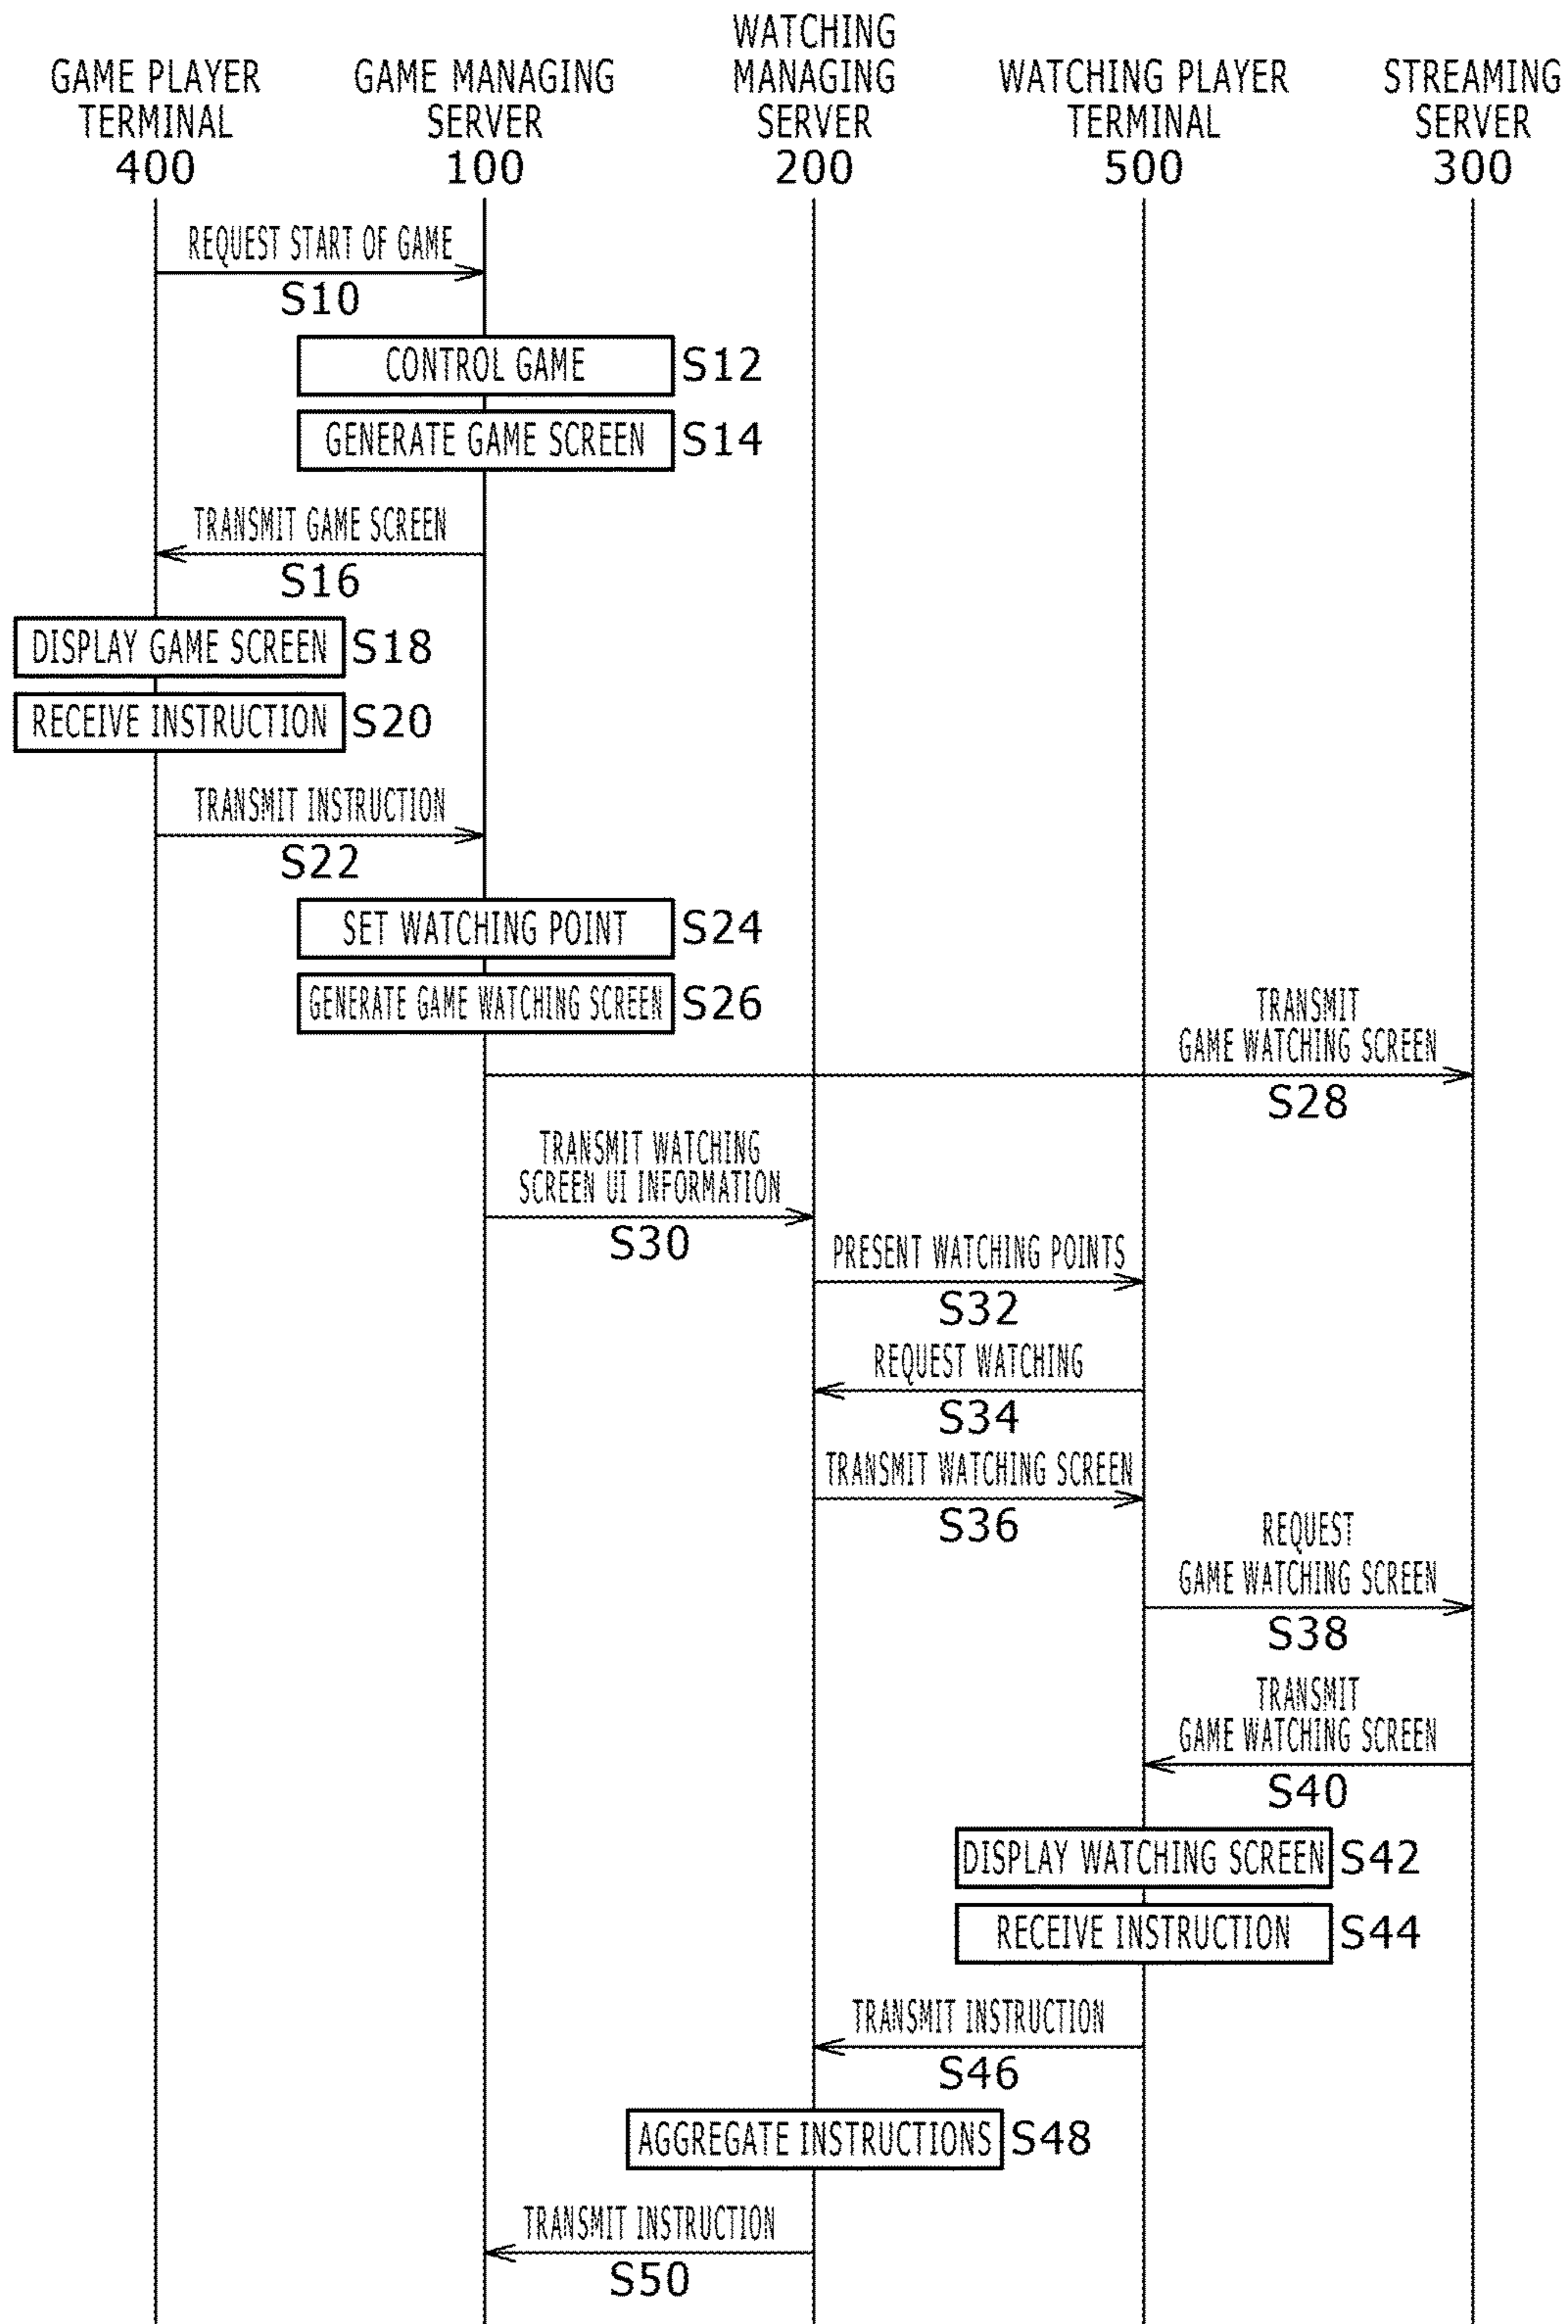 GAME PLAYER
TERMINAL
400
GAME MANAGING
SERVER
100
WATCHING
MANAGING
SERVER
200
WATCHING PLAYER
TERMINAL
500
STREAMING
SERVER
300
REQUEST START OF GAME
S10
CONTROL GAME
S12
GENERATE GAME SCREEN
S14
TRANSMIT GAME SCREEN
S16
DISPLAY GAME SCREEN
S18
RECEIVE INSTRUCTION
S20
TRANSMIT INSTRUCTION
S22
SET WATCHING POINT
S24
GENERATE GAME WATCHING SCREEN
S26
TRANSMIT
GAME WATCHING SCREEN
S28
TRANSMIT WATCHING
SCREEN UI INFORMATION
S30
PRESENT WATCHING POINTS
S32
REQUEST WATCHING
S34
TRANSMIT WATCHING SCREEN
S36
REQUEST
GAME WATCHING SCREEN
S38
TRANSMIT
GAME WATCHING SCREEN
S40
DISPLAY WATCHING SCREEN
S42
RECEIVE INSTRUCTION
S44
TRANSMIT INSTRUCTION
S46
AGGREGATE INSTRUCTIONS
S48
TRANSMIT INSTRUCTION
S50